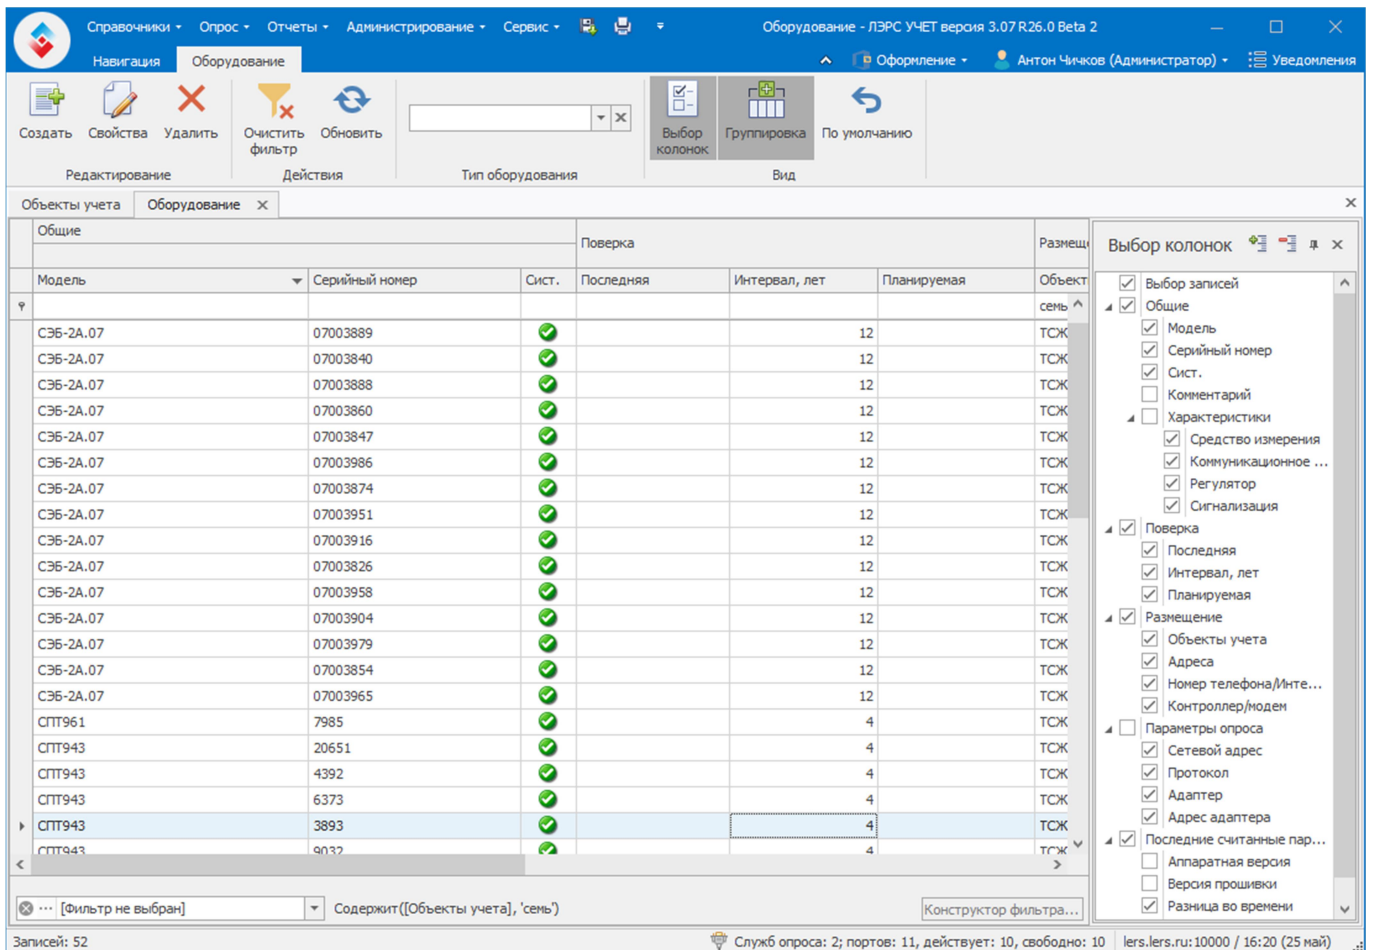 Справочники Опрос Отчеты Администрирование Сервис Оборудование - ЛЭРС УЧЕТ версия 3.07 R26.0 Beta 2
Навигация Оборудование Оформление Антон Чичков (Администратор) Уведомления
Создать Свойства Удалить Очистить фильтр Обновить Выбор колонок Группировка По умолчанию
Редактирование Действия Тип оборудования Вид
Объекты учета Оборудование
Общие Поверка Размещ
Модель Серийный номер Сист. Последняя Интервал, лет Планируемая Объект
семь
СЭБ-2А.07 07003889 12 ТСЖ
СЭБ-2А.07 07003840 12 ТСЖ
СЭБ-2А.07 07003888 12 ТСЖ
СЭБ-2А.07 07003860 12 ТСЖ
СЭБ-2А.07 07003847 12 ТСЖ
СЭБ-2А.07 07003986 12 ТСЖ
СЭБ-2А.07 07003874 12 ТСЖ
СЭБ-2А.07 07003951 12 ТСЖ
СЭБ-2А.07 07003916 12 ТСЖ
СЭБ-2А.07 07003826 12 ТСЖ
СЭБ-2А.07 07003958 12 ТСЖ
СЭБ-2А.07 07003904 12 ТСЖ
СЭБ-2А.07 07003979 12 ТСЖ
СЭБ-2А.07 07003854 12 ТСЖ
СЭБ-2А.07 07003965 12 ТСЖ
СПТ961 7985 4 ТСЖ
СПТ943 20651 4 ТСЖ
СПТ943 4392 4 ТСЖ
СПТ943 6373 4 ТСЖ
СПТ943 3893 4 ТСЖ
СПТ943 9032 4 ТСЖ
Выбор колонок
Выбор записей
Общие
Модель
Серийный номер
Сист.
Комментарий
Характеристики
Средство измерения
Коммуникационное ...
Регулятор
Сигнализация
Поверка
Последняя
Интервал, лет
Планируемая
Размещение
Объекты учета
Адреса
Номер телефона/Инте...
Контроллер/модем
Параметры опроса
Сетевой адрес
Протокол
Адаптер
Адрес адаптера
Последние считанные пар...
Аппаратная версия
Версия прошивки
Разница во времени
[Фильтр не выбран] Содержит([Объекты учета], 'семь') Конструктор фильтра...
Записей: 52 Служб опроса: 2; портов: 11, действует: 10, свободно: 10 lers.lers.ru:10000 / 16:20 (25 май)